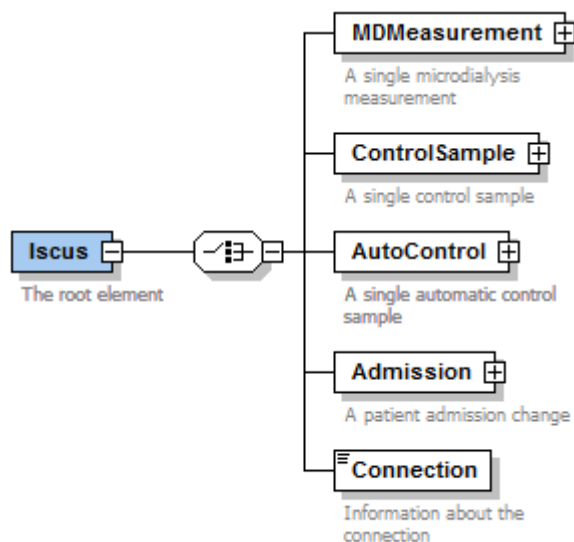 MDMeasurement
A single microdialysis
measurement
ControlSample
A single control sample
Iscus
The root element
AutoControl
A single automatic control
sample
Admission
A patient admission change
Connection
Information about the
connection